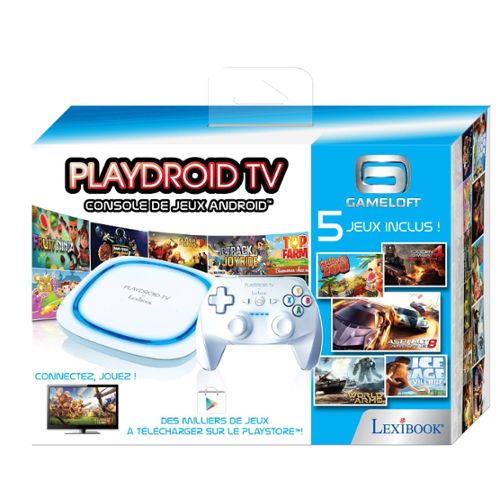 PLAYDROID TV
CONSOLE DE JEUX ANDROID™
GAMELOFT
5 JEUX INCLUS !
FRUIT NINJA
JETPACK
JOYRIDE
TOP
FARM
PLAYDROID TV
Lexibook
PLAYDROID TV
Lexibook
ASPHALT
8
WORLD
AT ARMS
ICE
AGE
VILLAGE
CONNECTEZ, JOUEZ !
DES MILLIERS DE JEUX
À TÉLÉCHARGER SUR LE PLAYSTORE™!
LEXIBOOK®